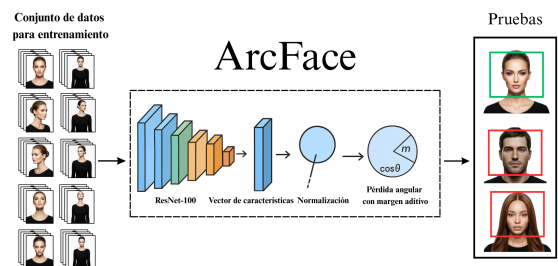 Conjunto de datos
para entrenamiento
ArcFace
Pruebas
ResNet-100
Vector de características
Normalización
m
cosθ
Pérdida angular
con margen aditivo